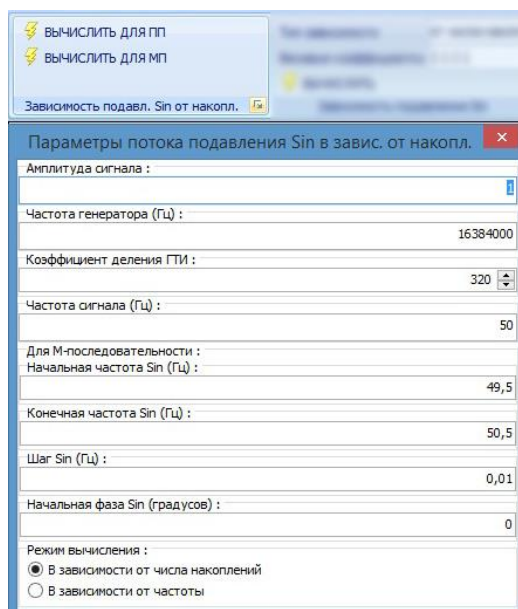 ВЫЧИСЛИТЬ ДЛЯ ПП
ВЫЧИСЛИТЬ ДЛЯ МП
Зависимость подавл. Sin от накопл.
Параметры потока подавления Sin в завис. от накопл.
Амплитуда сигнала :
1
Частота генератора (Гц) :
16384000
Коэффициент деления ГТИ :
320
Частота сигнала (Гц) :
50
Для М-последовательности :
Начальная частота Sin (Гц) :
49,5
Конечная частота Sin (Гц) :
50,5
Шаг Sin (Гц) :
0,01
Начальная фаза Sin (градусов) :
0
Режим вычисления :
В зависимости от числа накоплений
В зависимости от частоты